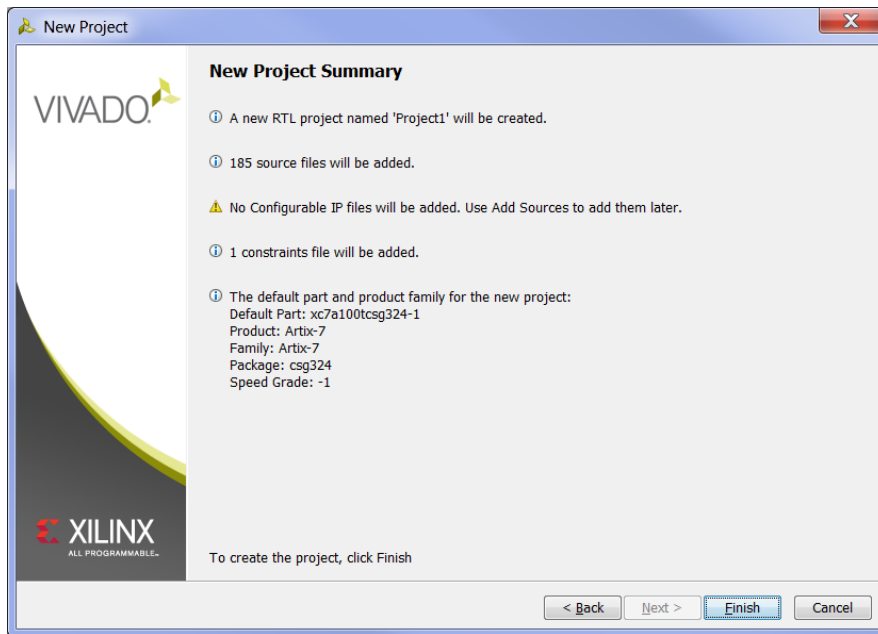 New Project
VIVADO.
New Project Summary
A new RTL project named 'Project1' will be created.
185 source files will be added.
No Configurable IP files will be added. Use Add Sources to add them later.
1 constraints file will be added.
The default part and product family for the new project:
Default Part: xc7a100tcsg324-1
Product: Artix-7
Family: Artix-7
Package: csg324
Speed Grade: -1
XILINX
ALL PROGRAMMABLE™
To create the project, click Finish
< Back Next > Finish Cancel